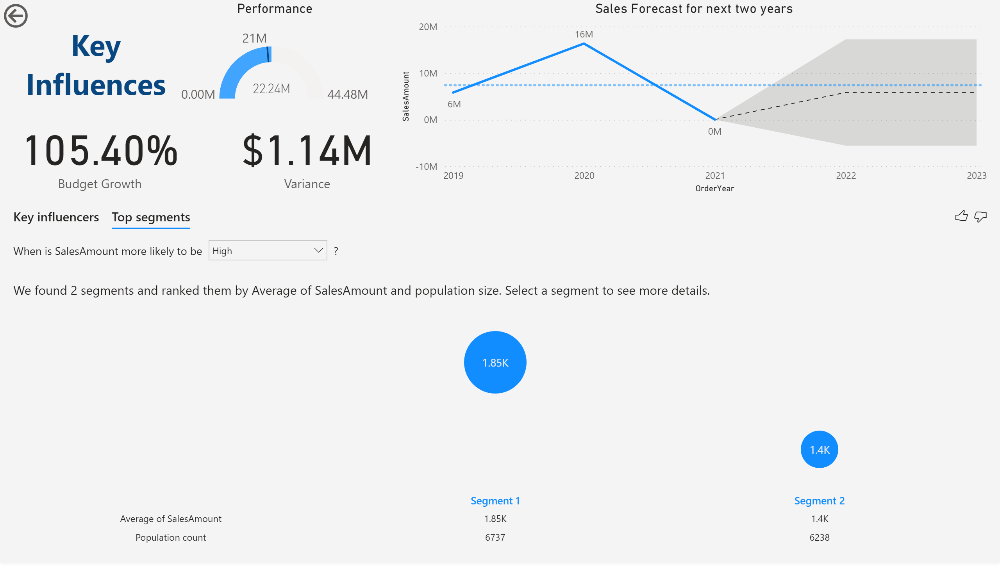 Performance
Key
Influences
21M
0.00M
22.24M
44.48M
105.40%
Budget Growth
$1.14M
Variance
Sales Forecast for next two years
SalesAmount
20M
10M
0M
-10M
16M
6M
0M
2019 2020 2021 2022 2023
OrderYear
Key influencers Top segments
When is SalesAmount more likely to be High ?
We found 2 segments and ranked them by Average of SalesAmount and population size. Select a segment to see more details.
1.85K
1.4K
Segment 1 Segment 2
Average of SalesAmount 1.85K 1.4K
Population count 6737 6238